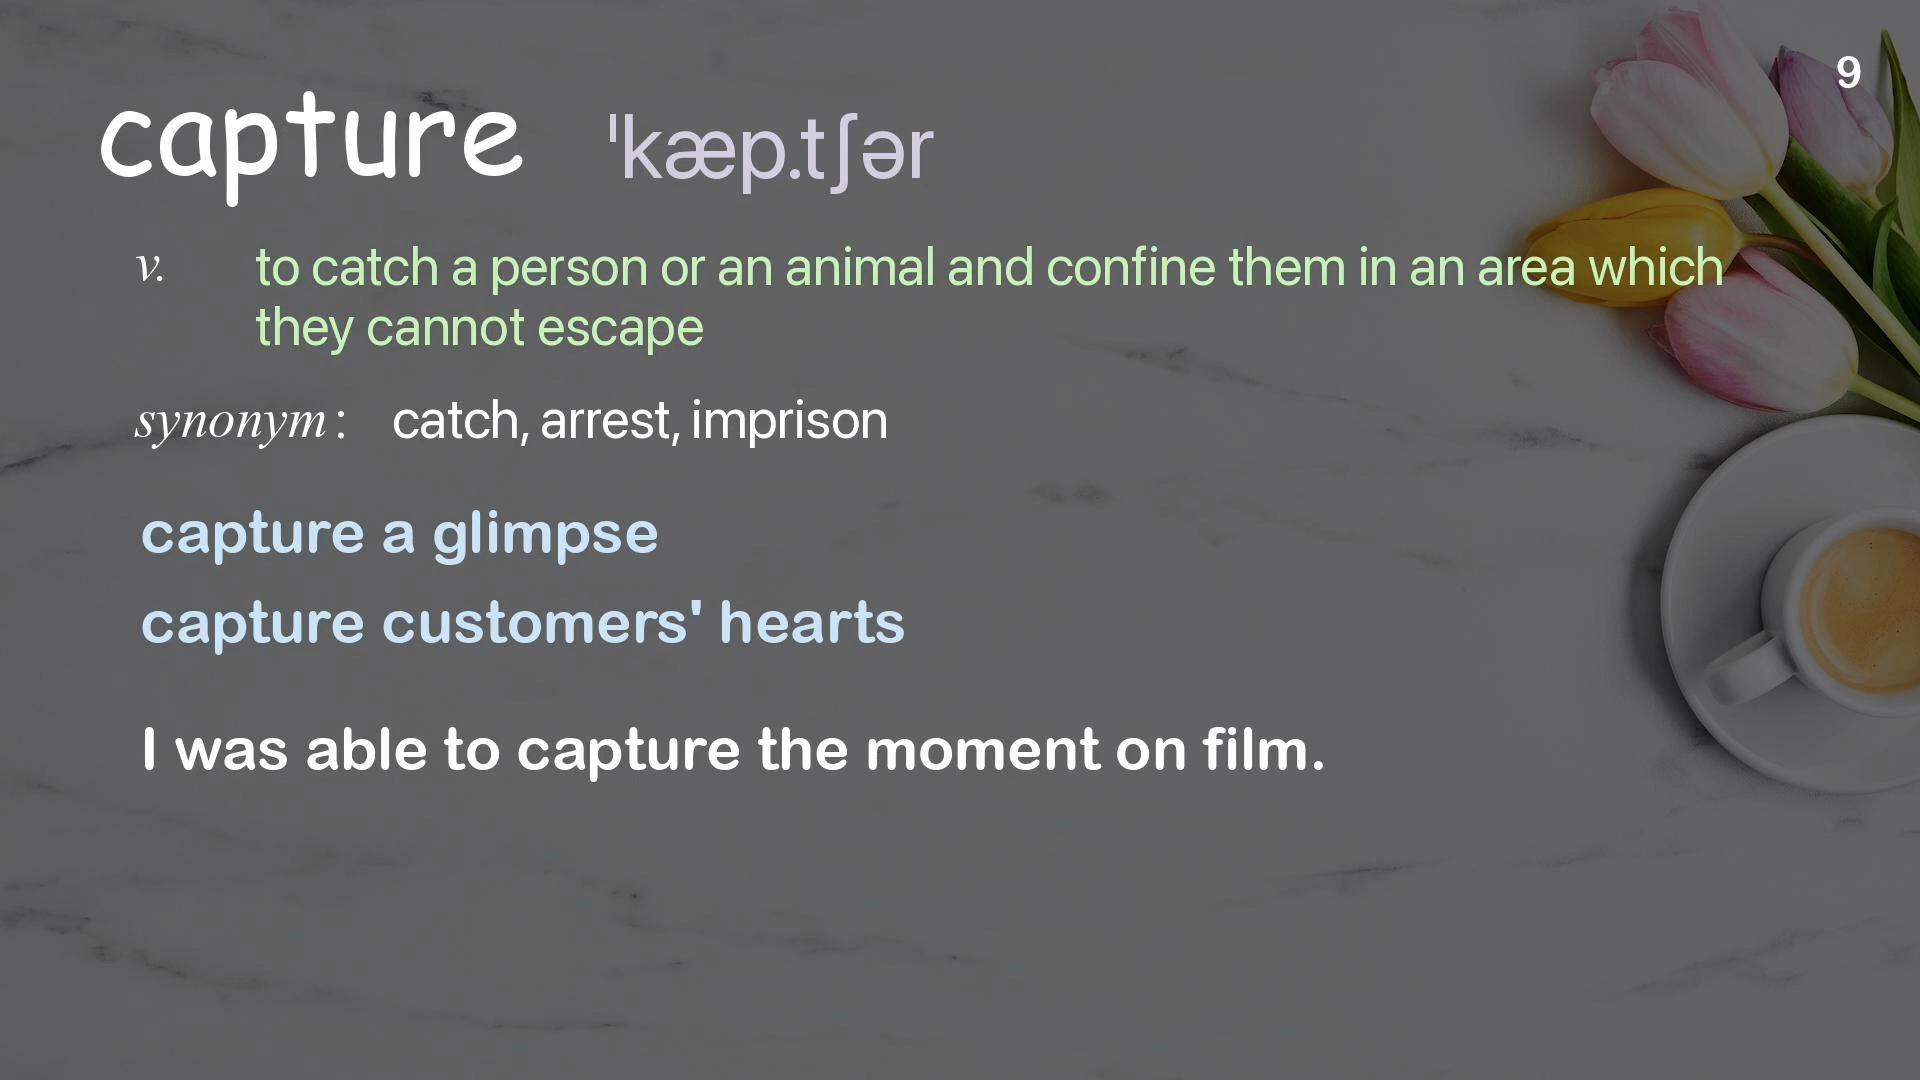 9
capture ˈkæp.tʃər
v. to catch a person or an animal and confine them in an area which
they cannot escape
synonym: catch, arrest, imprison
capture a glimpse
capture customers' hearts
I was able to capture the moment on film.